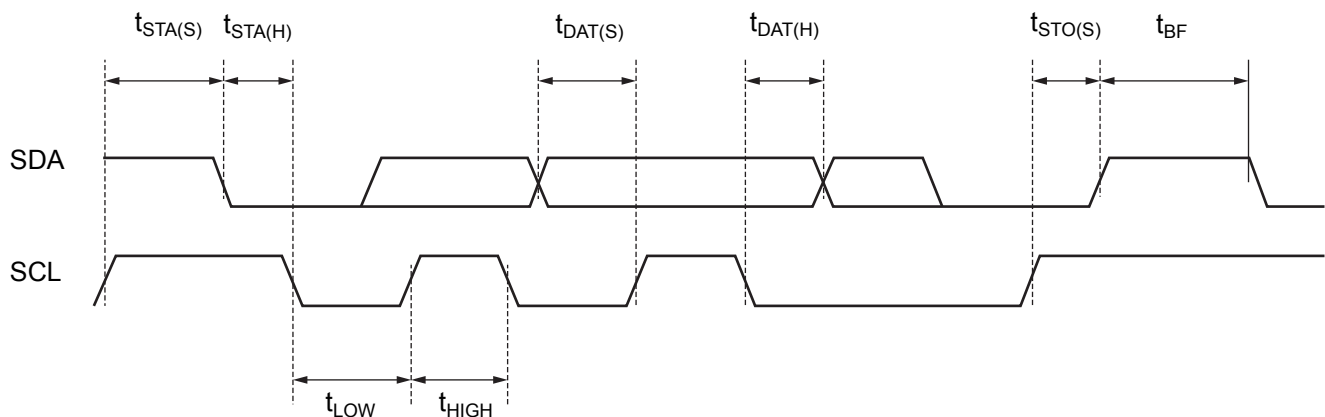 tSTA(S) tSTA(H) tDAT(S) tDAT(H) tSTO(S) tBF
SDA
SCL
tLOW tHIGH